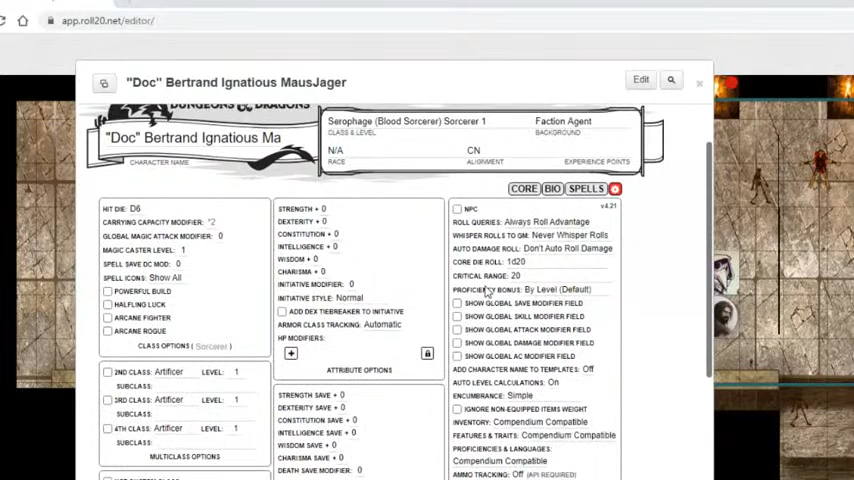 app.roll20.net/editor/
"Doc" Bertrand Ignatious MausJager
Edit
DUNGEONS & DRAGONS
"Doc" Bertrand Ignatious Ma
CHARACTER NAME
Serophage (Blood Sorcerer) Sorcerer 1
Faction Agent
CLASS & LEVEL
BACKGROUND
N/A
CN
RACE
ALIGNMENT
EXPERIENCE POINTS
CORE
BIO
SPELLS
HIT DIE: D6
CARRYING CAPACITY MODIFIER: *2
GLOBAL MAGIC ATTACK MODIFIER: 0
MAGIC CASTER LEVEL: 1
SPELL SAVE DC MOD: 0
SPELL ICONS: Show All
POWERFUL BUILD
HALFLING LUCK
ARCANE FIGHTER
ARCANE ROGUE
CLASS OPTIONS (Sorcerer)
2ND CLASS: Artificer LEVEL: 1
SUBCLASS:
3RD CLASS: Artificer LEVEL: 1
SUBCLASS:
4TH CLASS: Artificer LEVEL: 1
SUBCLASS:
MULTICLASS OPTIONS
STRENGTH + 0
DEXTERITY + 0
CONSTITUTION + 0
INTELLIGENCE + 0
WISDOM + 0
CHARISMA + 0
INITIATIVE MODIFIER: 0
INITIATIVE STYLE: Normal
ADD DEX TIEBREAKER TO INITIATIVE
ARMOR CLASS TRACKING: Automatic
HP MODIFIERS:
+
ATTRIBUTE OPTIONS
STRENGTH SAVE + 0
DEXTERITY SAVE + 0
CONSTITUTION SAVE + 0
INTELLIGENCE SAVE + 0
WISDOM SAVE + 0
CHARISMA SAVE + 0
DEATH SAVE MODIFIER: 0
NPC
v4.21
ROLL QUERIES: Always Roll Advantage
WHISPER ROLLS TO GM: Never Whisper Rolls
AUTO DAMAGE ROLL: Don't Auto Roll Damage
CORE DIE ROLL: 1d20
CRITICAL RANGE: 20
PROFICIENCY BONUS: By Level (Default)
SHOW GLOBAL SAVE MODIFIER FIELD
SHOW GLOBAL SKILL MODIFIER FIELD
SHOW GLOBAL ATTACK MODIFIER FIELD
SHOW GLOBAL DAMAGE MODIFIER FIELD
SHOW GLOBAL AC MODIFIER FIELD
ADD CHARACTER NAME TO TEMPLATES: Off
AUTO LEVEL CALCULATIONS: On
ENCUMBRANCE: Simple
IGNORE NON-EQUIPPED ITEMS WEIGHT
INVENTORY: Compendium Compatible
FEATURES & TRAITS: Compendium Compatible
PROFICIENCIES & LANGUAGES:
Compendium Compatible
AMMO TRACKING: Off (API REQUIRED)